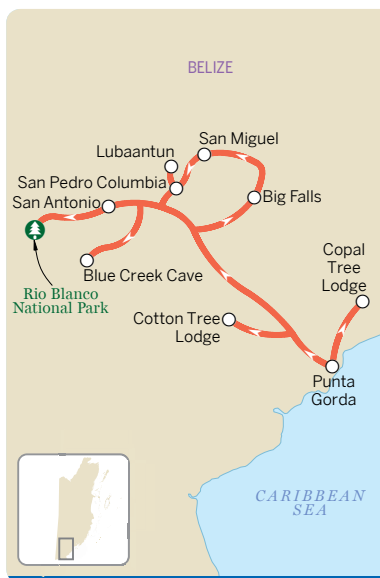 BELIZE
San Miguel
Lubaantun
San Pedro Columbia
San Antonio
Big Falls
Blue Creek Cave
Rio Blanco
National Park
Copal
Tree
Lodge
Cotton Tree
Lodge
Punta
Gorda
CARIBBEAN
SEA